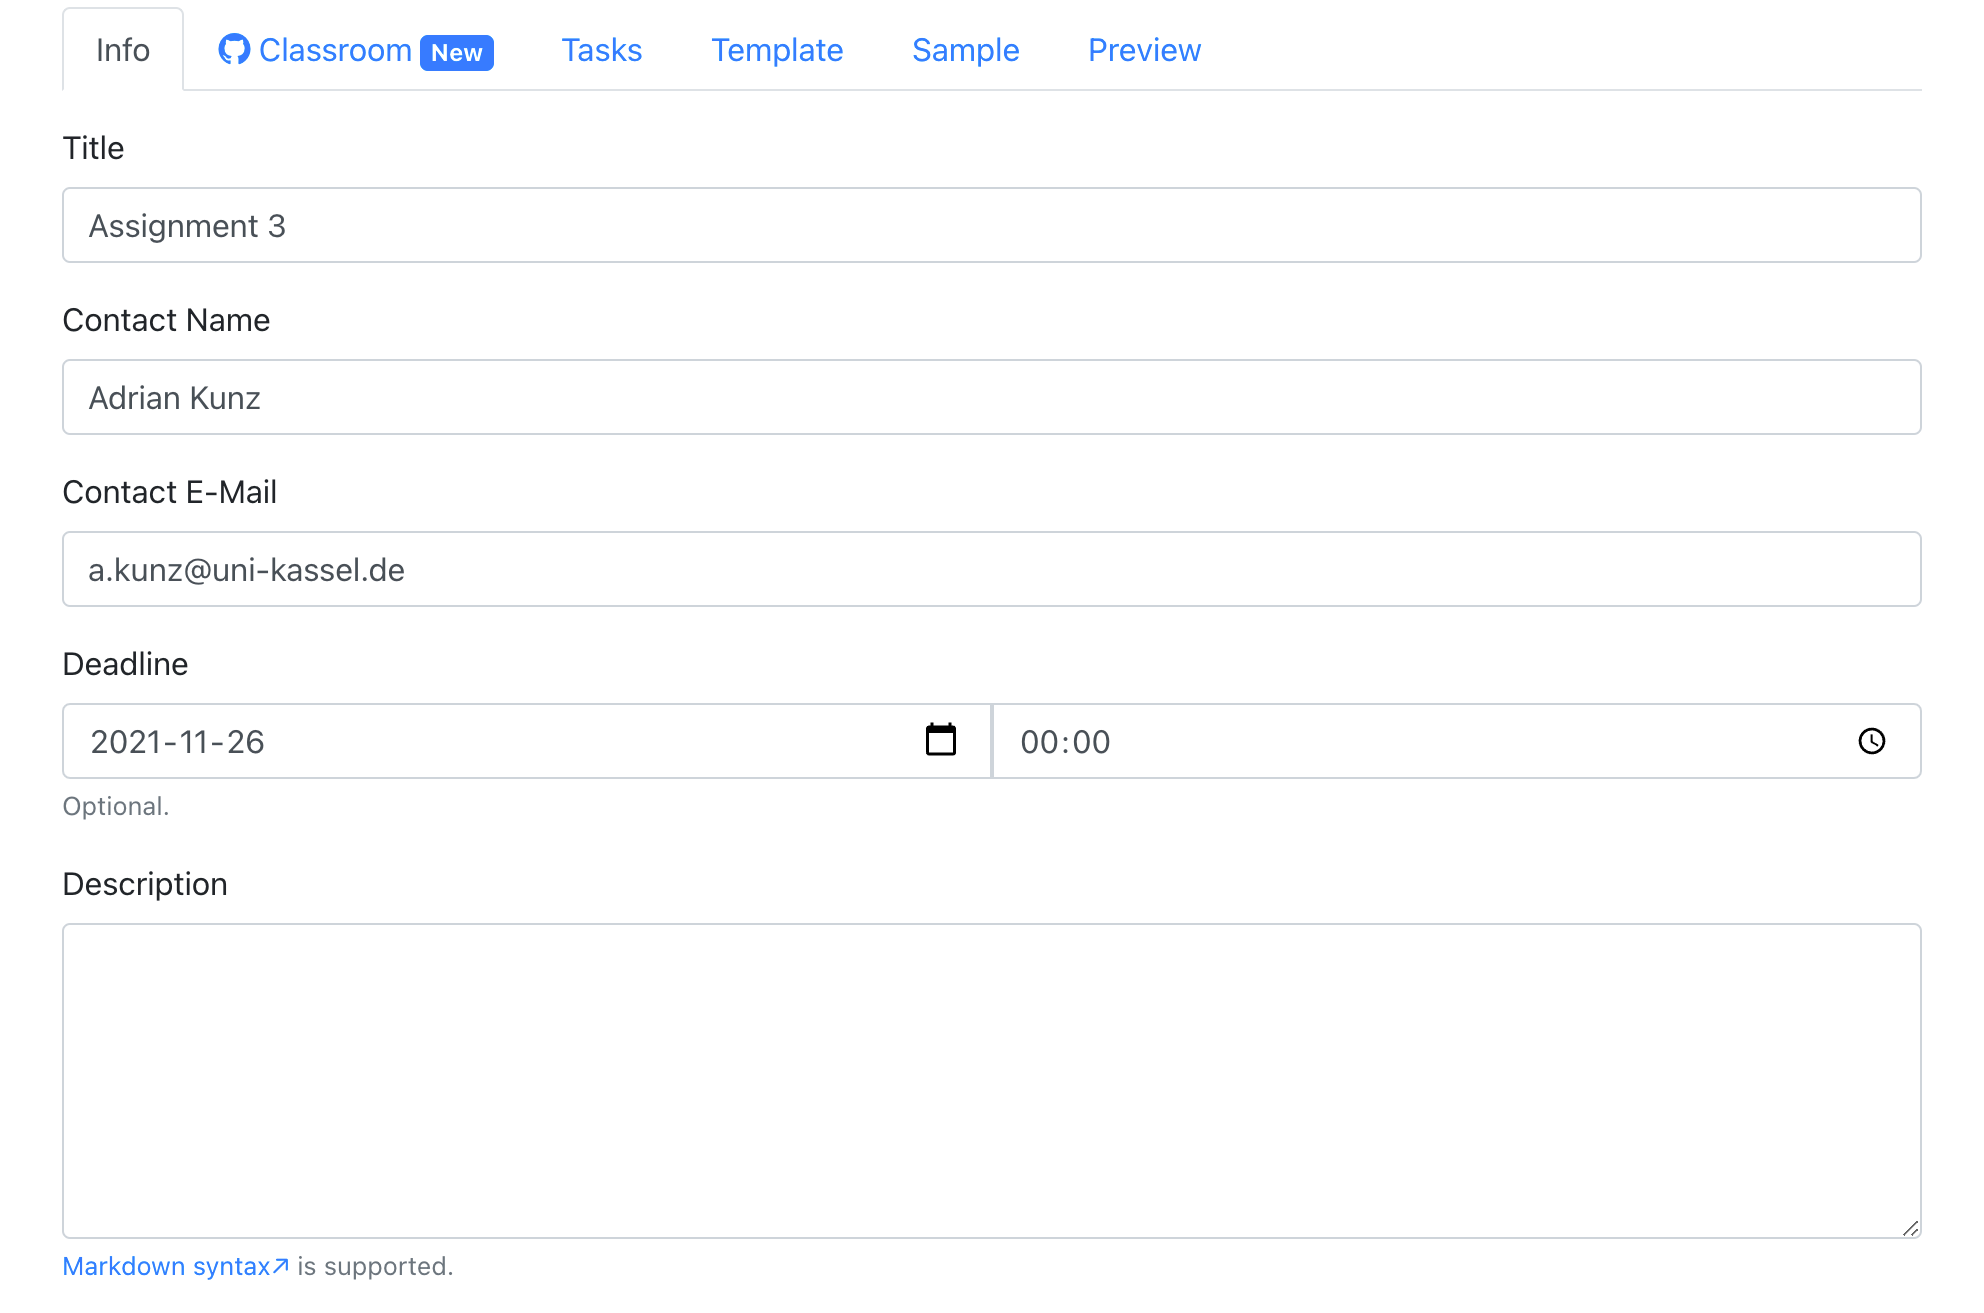 Info Classroom New Tasks Template Sample Preview
Title
Assignment 3
Contact Name
Adrian Kunz
Contact E-Mail
a.kunz@uni-kassel.de
Deadline
2021-11-26 00:00
Optional.
Description
Markdown syntax↗ is supported.